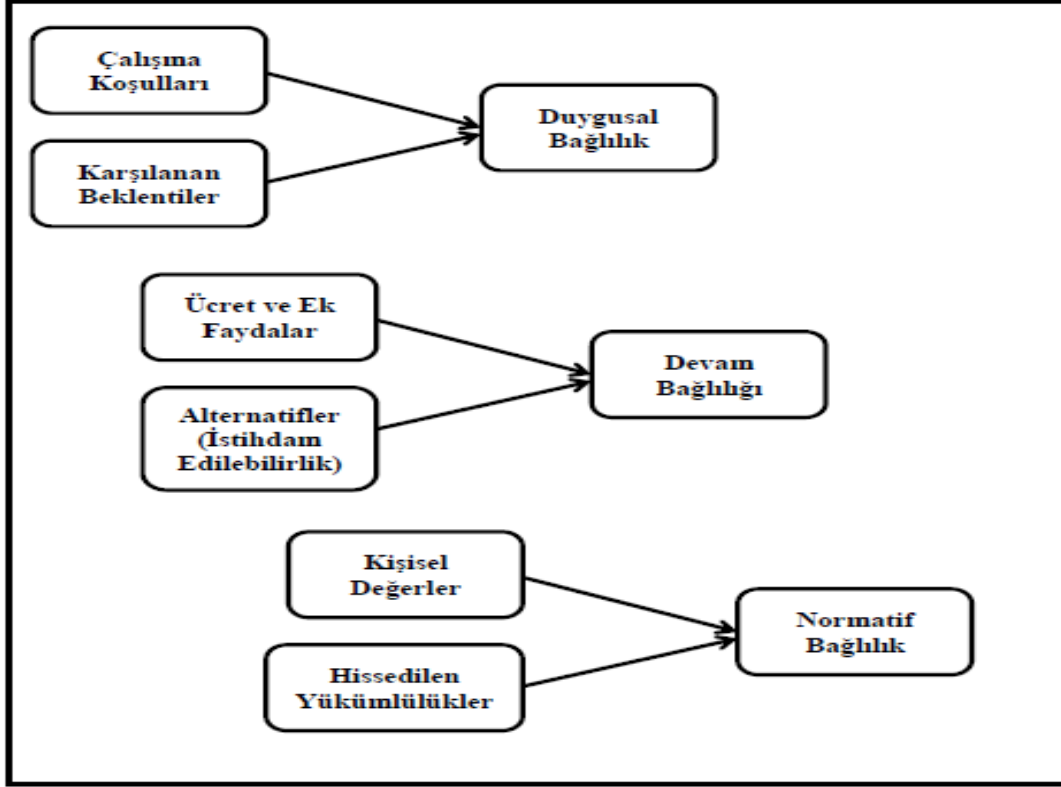 Çalışma
Koşulları
Duygusal
Bağlılık
Karşılanan
Beklentiler
Ücret ve Ek
Faydalar
Devam
Bağlılığı
Alternatifler
(İstihdam
Edilebilirlik)
Kişisel
Değerler
Normatif
Bağlılık
Hissedilen
Yükümlülükler